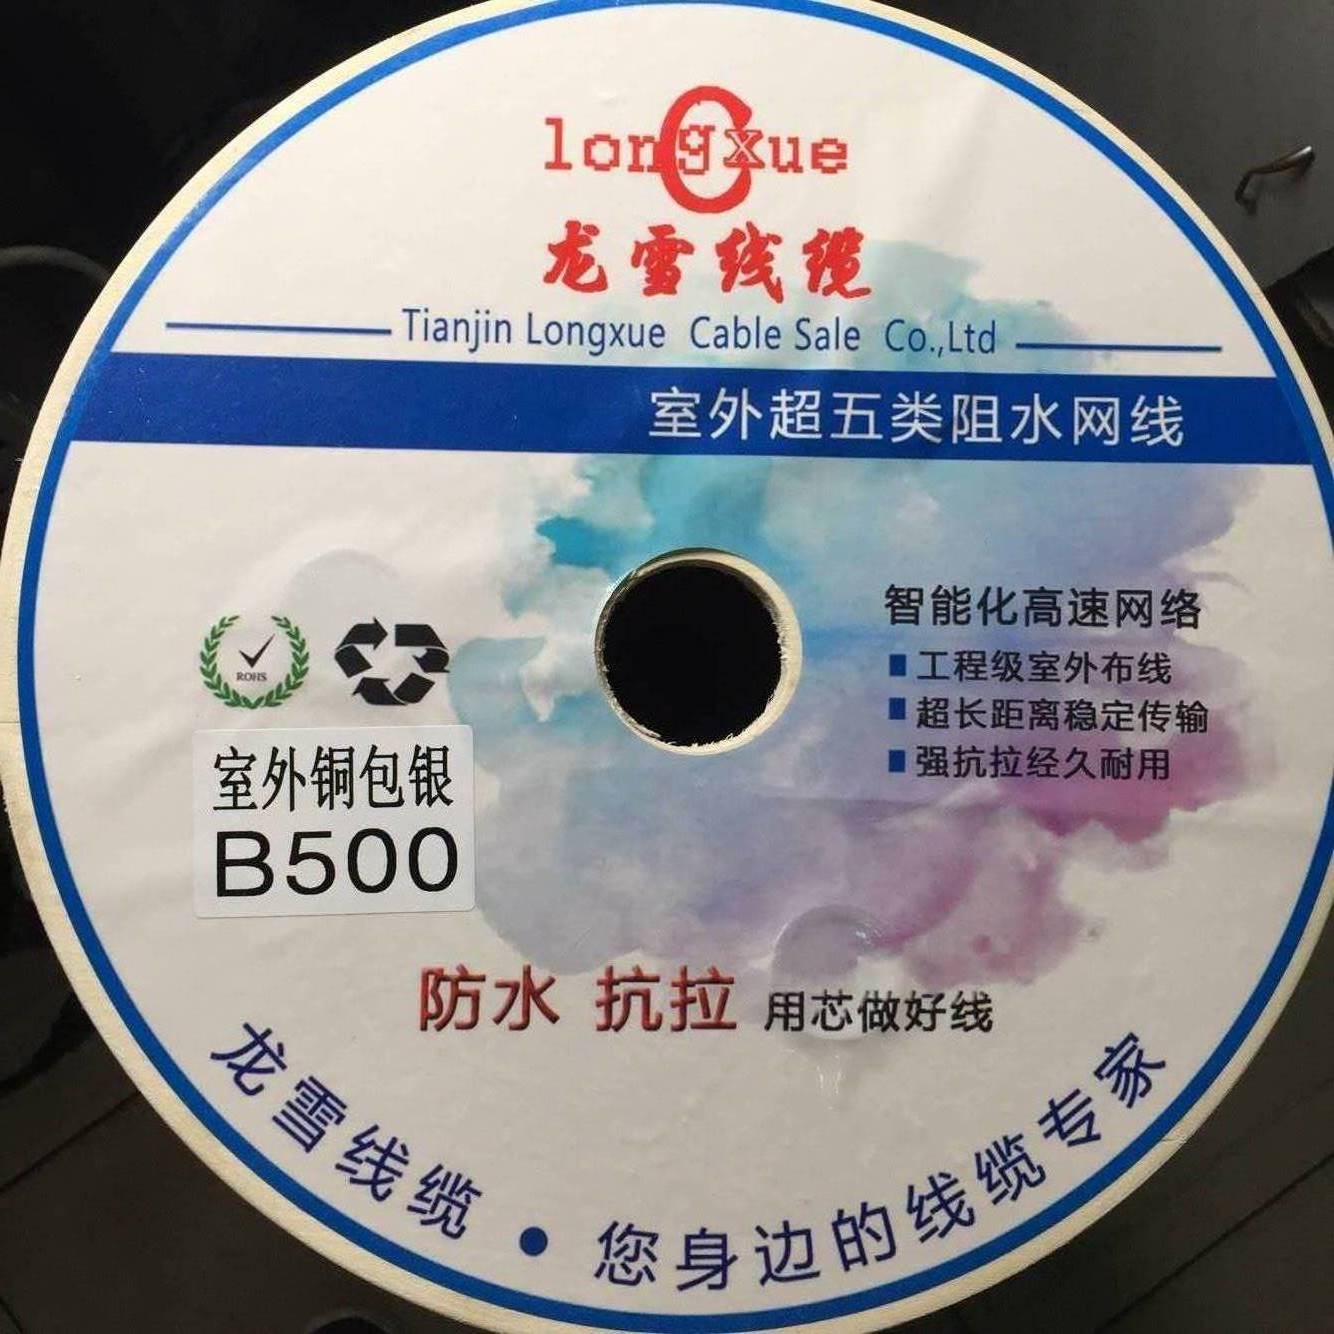 longxue
龙雪线缆
Tianjin Longxue Cable Sale Co.,Ltd
室外超五类阻水网线
智能化高速网络
工程级室外布线
超长距离稳定传输
强抗拉经久耐用
ROHS
室外铜包银
B500
防水 抗拉 用芯做好线
龙雪线缆·您身边的线缆专家